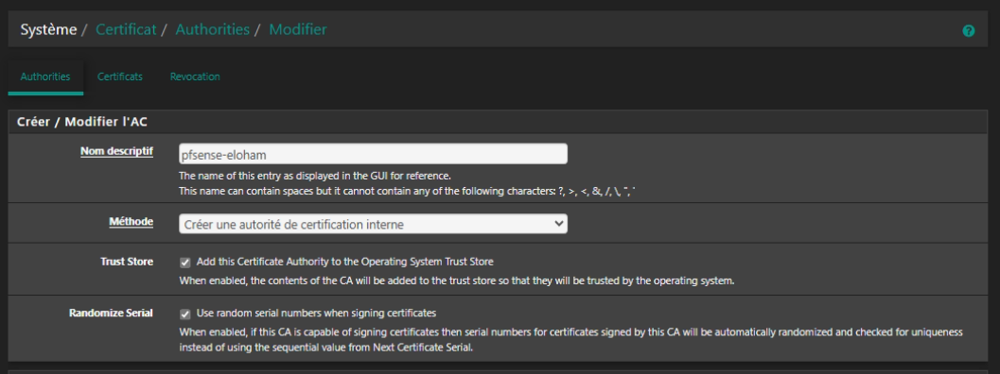 Système / Certificat / Authorities / Modifier
Authorities Certificats Revocation
Créer / Modifier l'AC
Nom descriptif pfsense-eloham
The name of this entry as displayed in the GUI for reference.
This name can contain spaces but it cannot contain any of the following characters: ?, >, <, &, /, \, ", '
Méthode Créer une autorité de certification interne
Trust Store Add this Certificate Authority to the Operating System Trust Store
When enabled, the contents of the CA will be added to the trust store so that they will be trusted by the operating system.
Randomize Serial Use random serial numbers when signing certificates
When enabled, if this CA is capable of signing certificates then serial numbers for certificates signed by this CA will be automatically randomized and checked for uniqueness
instead of using the sequential value from Next Certificate Serial.